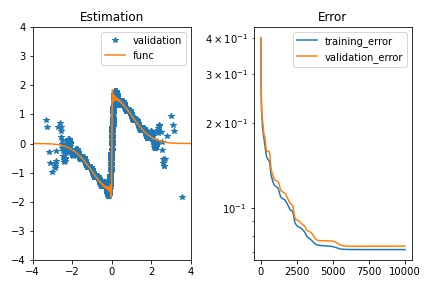 Estimation
4
3
2
1
0
−1
−2
−3
−4
−4
−2
0
2
4
validation
func
Error
4 × 10⁻¹
3 × 10⁻¹
2 × 10⁻¹
10⁻¹
0
2500
5000
7500
10000
training_error
validation_error